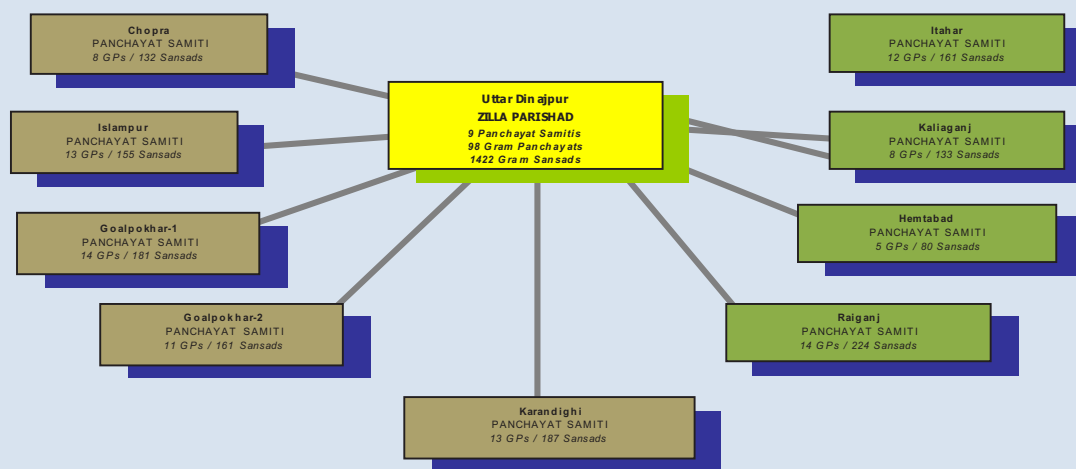 Chopra
PANCHAYAT SAMITI
8 GPs / 132 Sansads
Itahar
PANCHAYAT SAMITI
12 GPs / 161 Sansads
Uttar Dinajpur
ZILLA PARISHAD
9 Panchayat Samitis
98 Gram Panchayats
1422 Gram Sansads
Islampur
PANCHAYAT SAMITI
13 GPs / 155 Sansads
Kaliaganj
PANCHAYAT SAMITI
8 GPs / 133 Sansads
Goalpokhar-1
PANCHAYAT SAMITI
14 GPs / 181 Sansads
Hemtabad
PANCHAYAT SAMITI
5 GPs / 80 Sansads
Goalpokhar-2
PANCHAYAT SAMITI
11 GPs / 161 Sansads
Raiganj
PANCHAYAT SAMITI
14 GPs / 224 Sansads
Karandighi
PANCHAYAT SAMITI
13 GPs / 187 Sansads